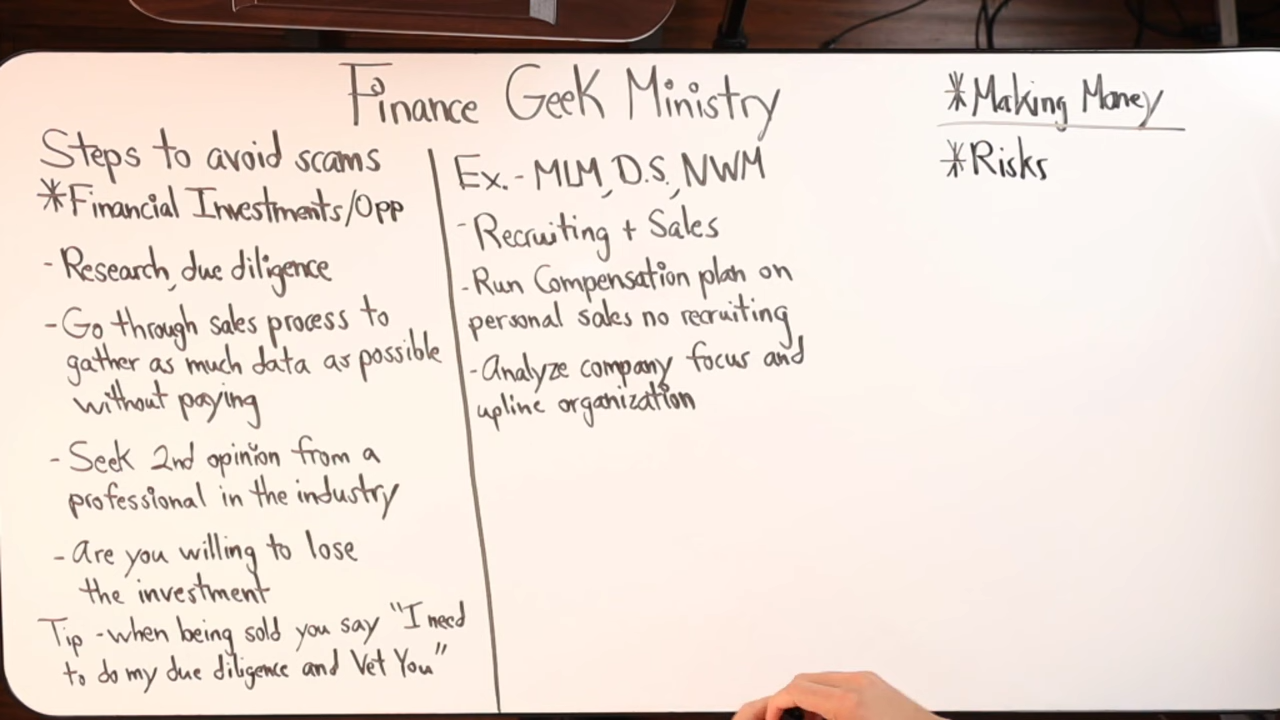 Finance Geek Ministry
Steps to avoid scams
*Financial Investments/Opp
- Research, due diligence
- Go through sales process to
gather as much data as possible
without paying
- Seek 2nd opinion from a
professional in the industry
- Are you willing to lose
the investment
Tip - when being sold you say "I need
to do my due diligence and Vet You"
Ex. - MLM, D.S., NWM
- Recruiting + Sales
- Run Compensation plan on
personal sales no recruiting
- Analyze company focus and
upline organization
*Making Money
*Risks